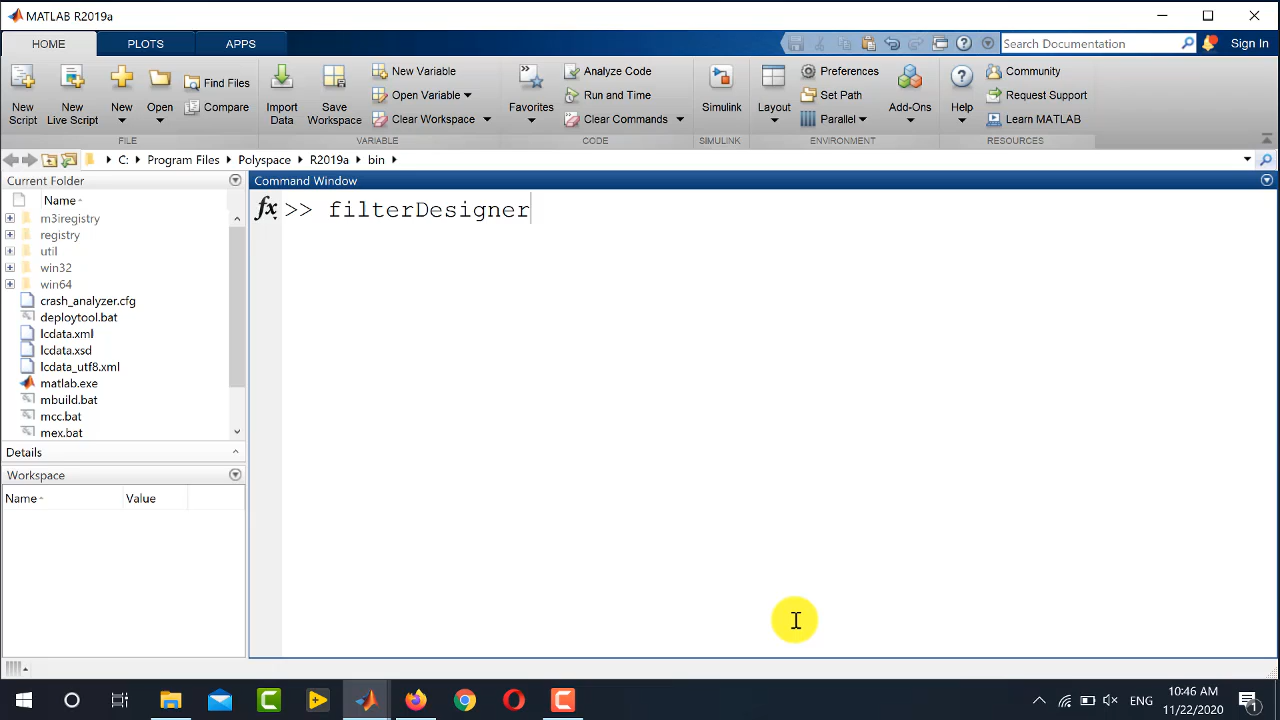 MATLAB R2019a
HOME PLOTS APPS
Search Documentation
Sign In
New Script
New Live Script
New
Open
Find Files
Compare
FILE
Import Data
Save Workspace
New Variable
Open Variable
Clear Workspace
VARIABLE
Favorites
Analyze Code
Run and Time
Clear Commands
CODE
Simulink
SIMULINK
Layout
Preferences
Set Path
Parallel
Add-Ons
ENVIRONMENT
Help
Community
Request Support
Learn MATLAB
RESOURCES
C: Program Files Polyspace R2019a bin
Current Folder
Name
m3iregistry
registry
util
win32
win64
crash_analyzer.cfg
deploytool.bat
lcdata.xml
lcdata.xsd
lcdata_utf8.xml
matlab.exe
mbuild.bat
mcc.bat
mex.bat
Details
Workspace
Name Value
Command Window
fx >> filterDesigner
ENG
10:46 AM
11/22/2020
1